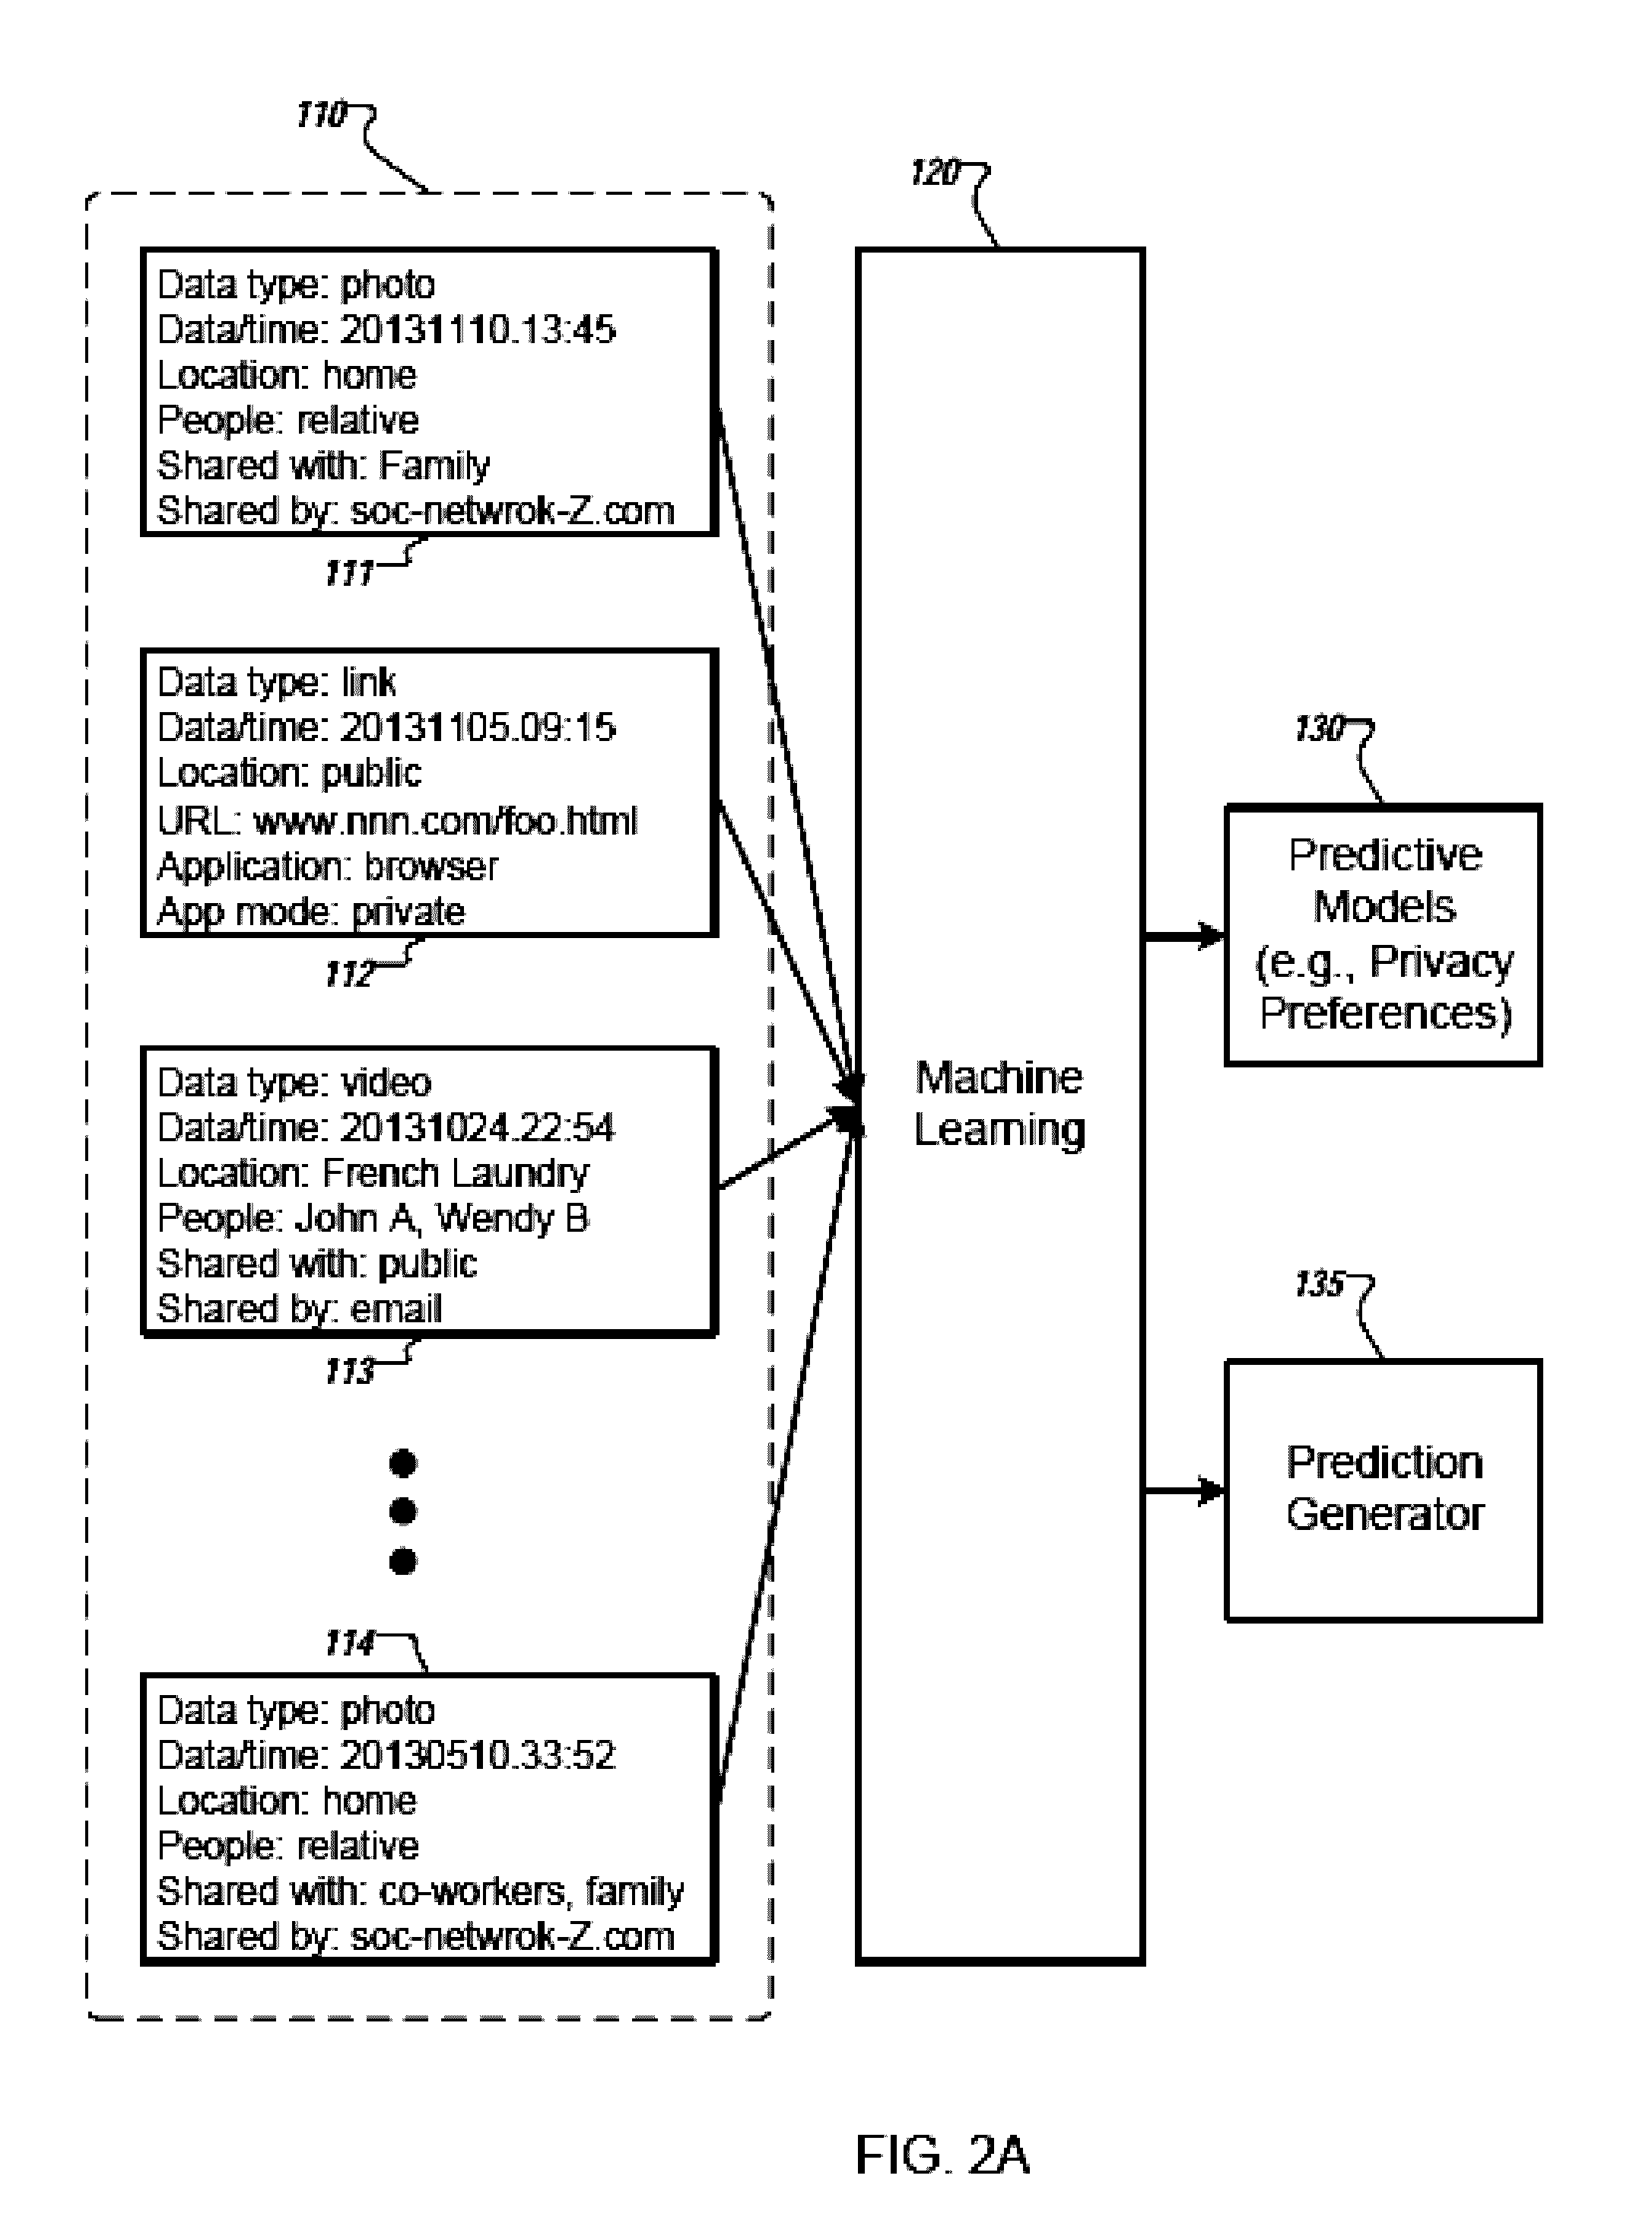 110
120
Data type: photo
Data/time: 20131110.13:45
Location: home
People: relative
Shared with: Family
Shared by: soc-netwrok-Z.com
111
Data type: link
Data/time: 20131105.09:15
Location: public
URL: www.nnn.com/foo.html
Application: browser
App mode: private
112
Data type: video
Data/time: 20131024.22:54
Location: French Laundry
People: John A, Wendy B
Shared with: public
Shared by: email
113
114
Data type: photo
Data/time: 20130510.33:52
Location: home
People: relative
Shared with: co-workers, family
Shared by: soc-netwrok-Z.com
Machine
Learning
130
Predictive
Models
(e.g., Privacy
Preferences)
135
Prediction
Generator
FIG. 2A